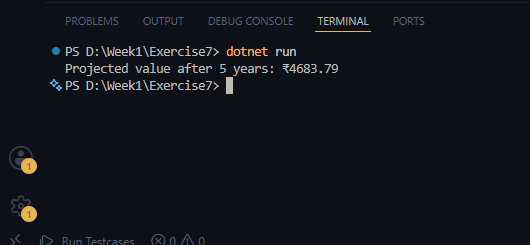 PROBLEMS OUTPUT DEBUG CONSOLE TERMINAL PORTS
PS D:\Week1\Exercise7> dotnet run
Projected value after 5 years: ₹4683.79
PS D:\Week1\Exercise7>
1
1
Run Testcases 0 0